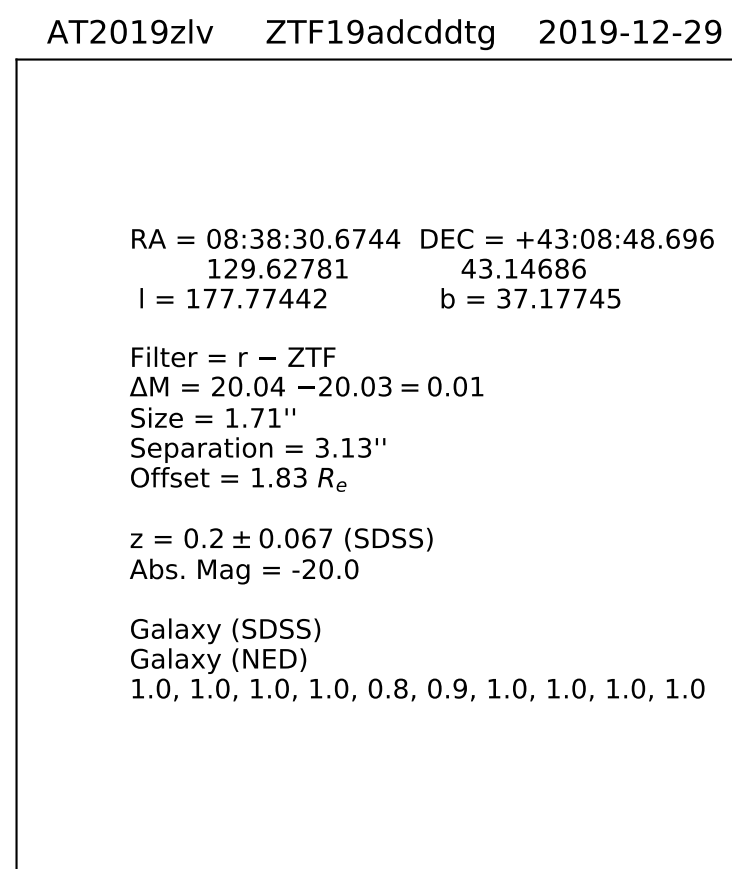 AT2019zlv ZTF19adcddtg 2019-12-29
RA = 08:38:30.6744 DEC = +43:08:48.696
129.62781 43.14686
l = 177.77442 b = 37.17745
Filter = r − ZTF
ΔM = 20.04 −20.03 = 0.01
Size = 1.71''
Separation = 3.13''
Offset = 1.83 Rₑ
z = 0.2 ± 0.067 (SDSS)
Abs. Mag = -20.0
Galaxy (SDSS)
Galaxy (NED)
1.0, 1.0, 1.0, 1.0, 0.8, 0.9, 1.0, 1.0, 1.0, 1.0